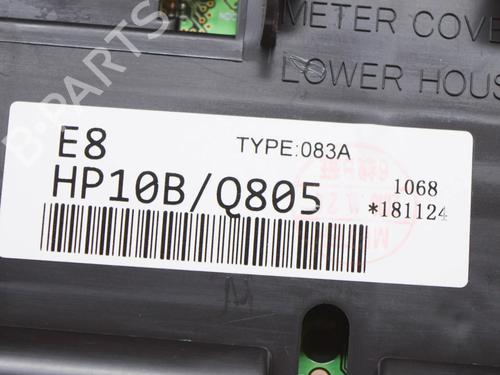 METER COVE
LOWER HOUS
E8
TYPE:083A
HP10B/Q805
1068
*181124
B-PARTS